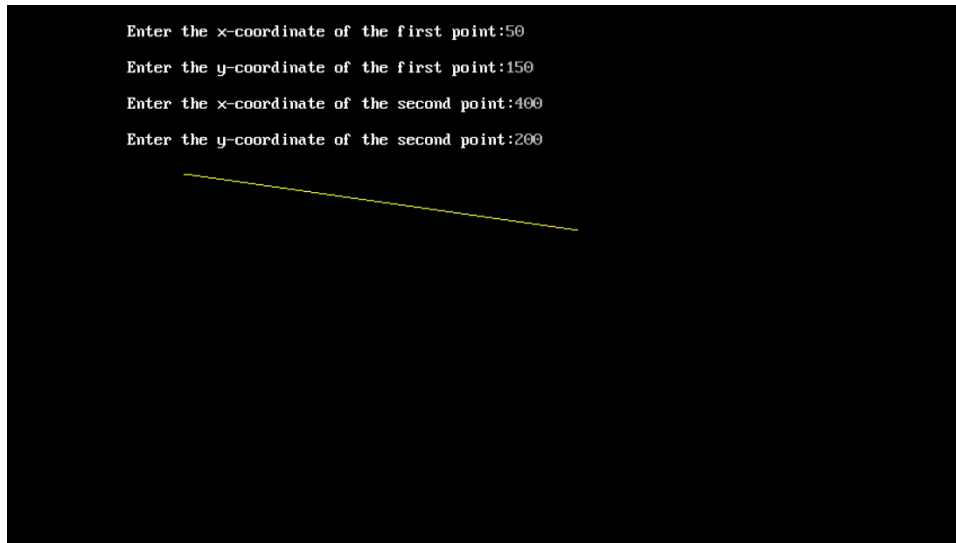 Enter the x-coordinate of the first point:50
Enter the y-coordinate of the first point:150
Enter the x-coordinate of the second point:400
Enter the y-coordinate of the second point:200